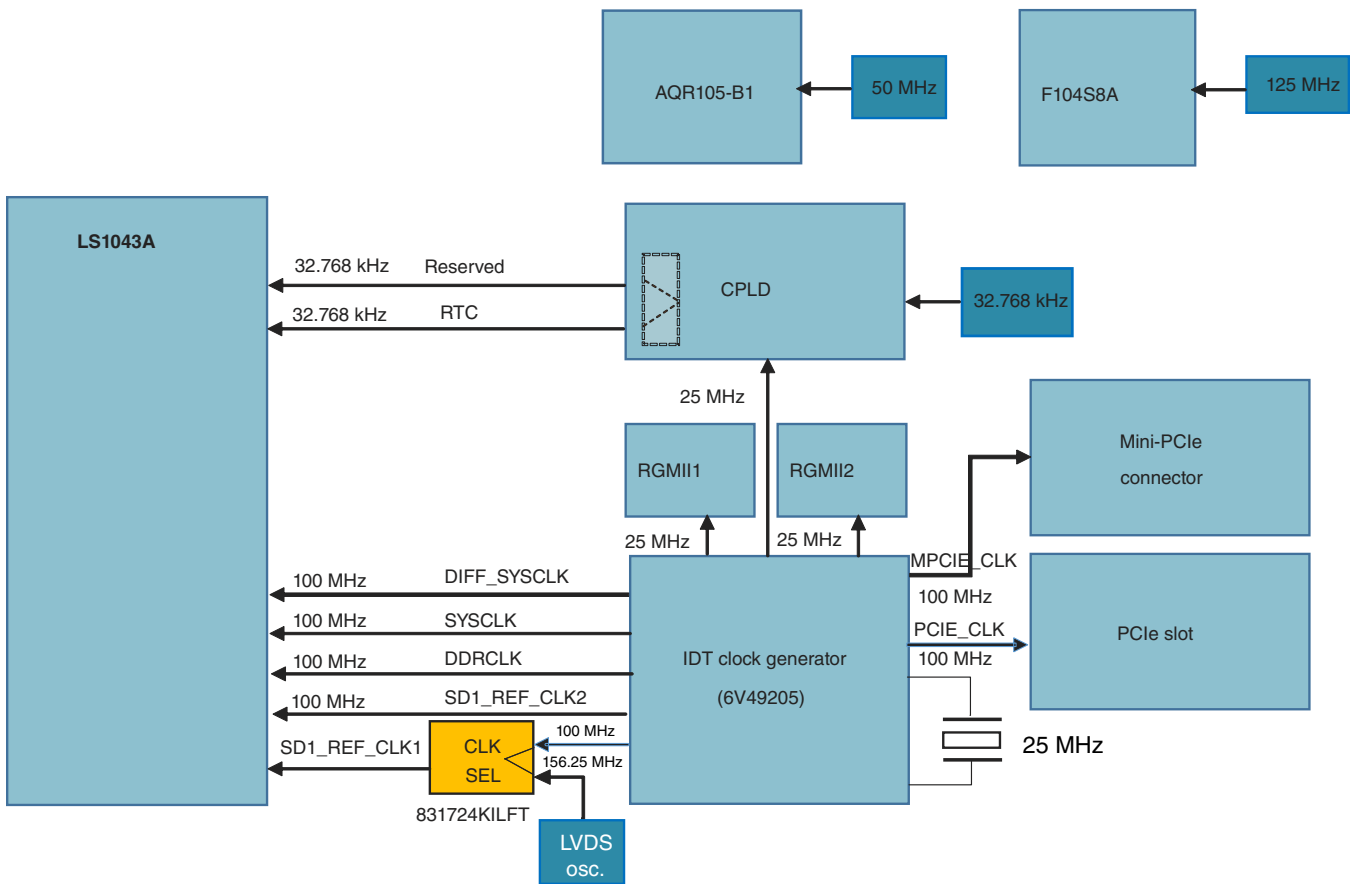 AQR105-B1
50 MHz
F104S8A
125 MHz
LS1043A
32.768 kHz
Reserved
32.768 kHz
RTC
CPLD
32.768 kHz
25 MHz
RGMII1
RGMII2
25 MHz
25 MHz
Mini-PCIe
connector
MPCIE_CLK
100 MHz
PCIE_CLK
100 MHz
PCIe slot
100 MHz
DIFF_SYSCLK
100 MHz
SYSCLK
100 MHz
DDRCLK
100 MHz
SD1_REF_CLK2
SD1_REF_CLK1
IDT clock generator
(6V49205)
CLK
SEL
100 MHz
156.25 MHz
831724KILFT
LVDS
osc.
25 MHz